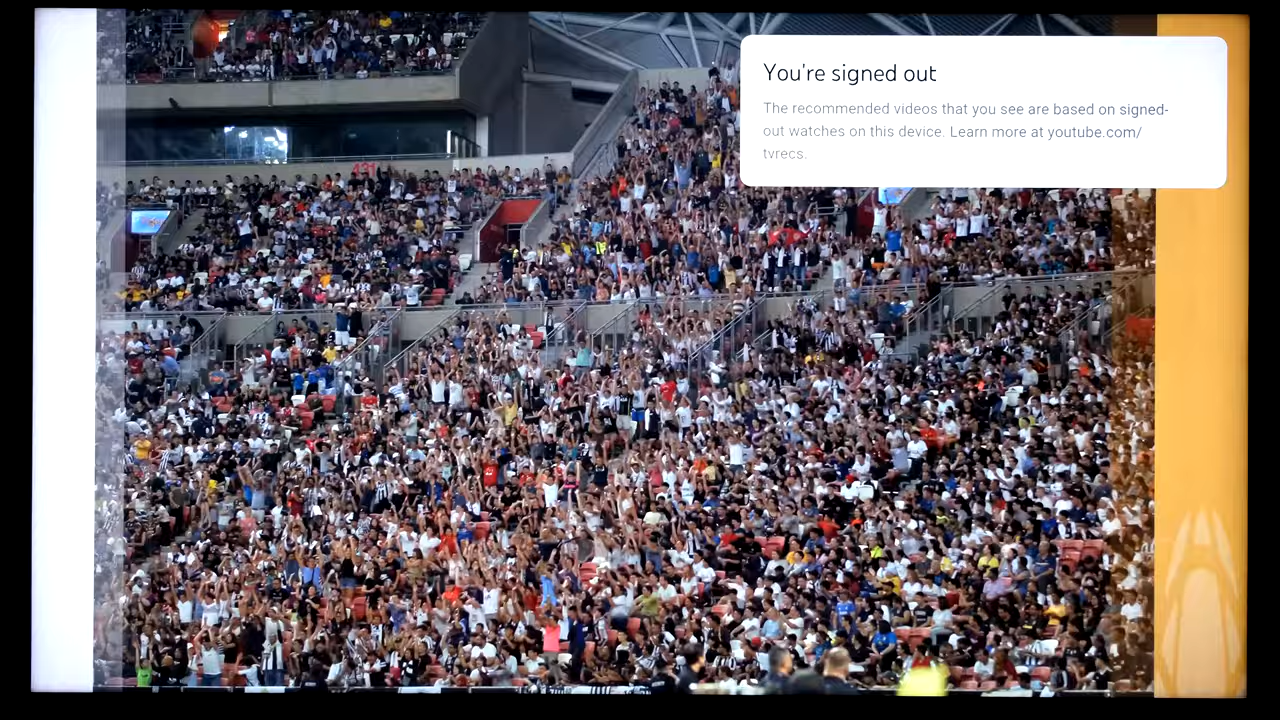 You're signed out
The recommended videos that you see are based on signed-
out watches on this device. Learn more at youtube.com/
tvrecs.
421